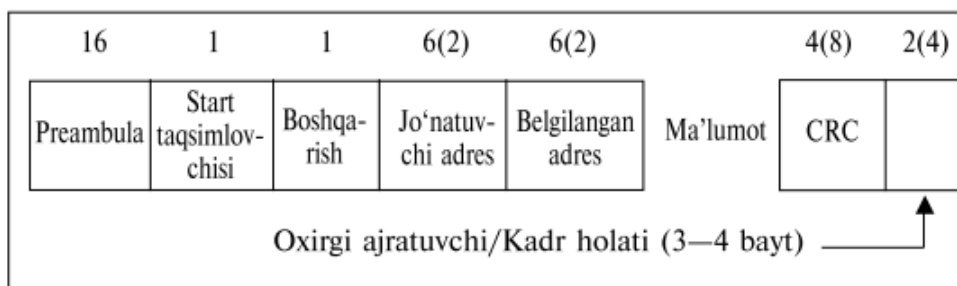 16 1 1 6(2) 6(2) 4(8) 2(4)
Preambula
Start
taqsimlov-
chisi
Boshqa-
rish
Jo‘natuv-
chi adres
Belgilangan
adres
Ma’lumot
CRC
Oxirgi ajratuvchi/Kadr holati (3—4 bayt)